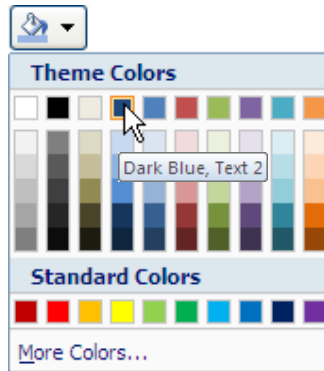 Theme Colors
Dark Blue, Text 2
Standard Colors
More Colors...